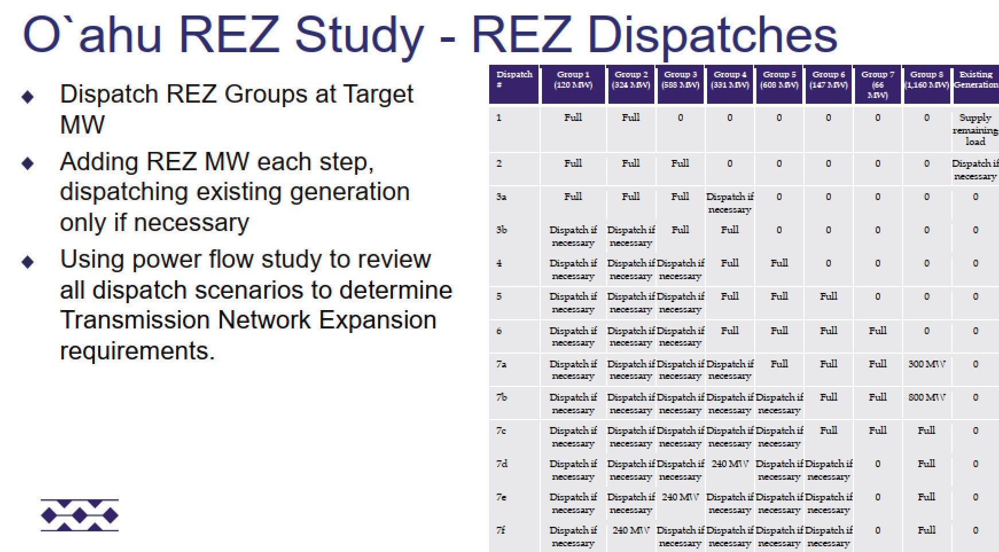 O`ahu REZ Study - REZ Dispatches
Dispatch REZ Groups at Target
MW
Adding REZ MW each step,
dispatching existing generation
only if necessary
Using power flow study to review
all dispatch scenarios to determine
Transmission Network Expansion
requirements.
Dispatch # | Group 1 (120 MW) | Group 2 (324 MW) | Group 3 (588 MW) | Group 4 (331 MW) | Group 5 (608 MW) | Group 6 (147 MW) | Group 7 (66 MW) | Group 8 (1,160 MW) | Existing Generation
1 | Full | Full | 0 | 0 | 0 | 0 | 0 | 0 | Supply remaining load
2 | Full | Full | Full | 0 | 0 | 0 | 0 | 0 | Dispatch if necessary
3a | Full | Full | Full | Dispatch if necessary | 0 | 0 | 0 | 0 | 0
3b | Dispatch if necessary | Dispatch if necessary | Full | Full | 0 | 0 | 0 | 0 | 0
4 | Dispatch if necessary | Dispatch if necessary | Dispatch if necessary | Full | Full | 0 | 0 | 0 | 0
5 | Dispatch if necessary | Dispatch if necessary | Dispatch if necessary | Full | Full | Full | 0 | 0 | 0
6 | Dispatch if necessary | Dispatch if necessary | Dispatch if necessary | Full | Full | Full | Full | 0 | 0
7a | Dispatch if necessary | Dispatch if necessary | Dispatch if necessary | Dispatch if necessary | Full | Full | Full | 300 MW | 0
7b | Dispatch if necessary | Dispatch if necessary | Dispatch if necessary | Dispatch if necessary | Dispatch if necessary | Full | Full | 800 MW | 0
7c | Dispatch if necessary | Dispatch if necessary | Dispatch if necessary | Dispatch if necessary | Dispatch if necessary | Full | Full | Full | 0
7d | Dispatch if necessary | Dispatch if necessary | Dispatch if necessary | 240 MW | Dispatch if necessary | Dispatch if necessary | 0 | Full | 0
7e | Dispatch if necessary | Dispatch if necessary | 240 MW | Dispatch if necessary | Dispatch if necessary | Dispatch if necessary | 0 | Full | 0
7f | Dispatch if necessary | 240 MW | Dispatch if necessary | Dispatch if necessary | Dispatch if necessary | Dispatch if necessary | 0 | Full | 0